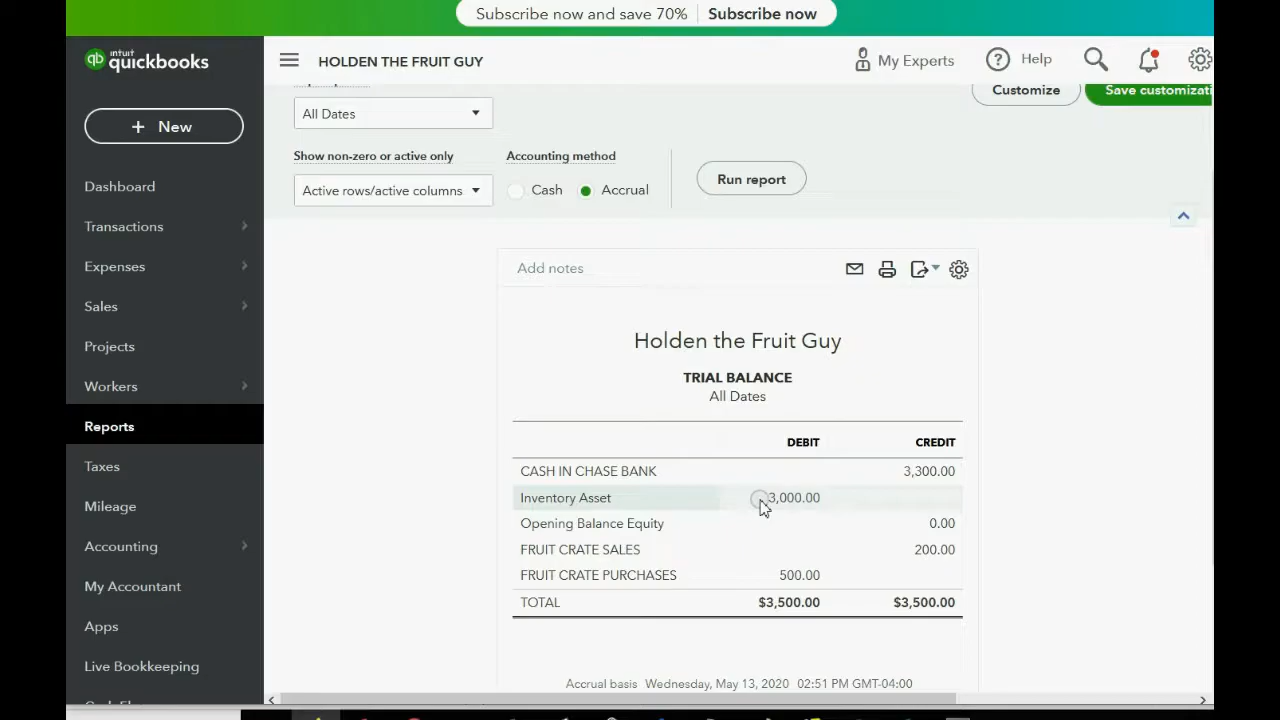 Subscribe now and save 70% Subscribe now
intuit
quickbooks
HOLDEN THE FRUIT GUY
My Experts
Help
New
All Dates
Customize
Save customizati
Show non-zero or active only
Accounting method
Active rows/active columns
Cash
Accrual
Run report
Dashboard
Transactions
Expenses
Sales
Projects
Workers
Reports
Taxes
Mileage
Accounting
My Accountant
Apps
Live Bookkeeping
Add notes
Holden the Fruit Guy
TRIAL BALANCE
All Dates
DEBIT CREDIT
CASH IN CHASE BANK 3,300.00
Inventory Asset 3,000.00
Opening Balance Equity 0.00
FRUIT CRATE SALES 200.00
FRUIT CRATE PURCHASES 500.00
TOTAL $3,500.00 $3,500.00
Accrual basis Wednesday, May 13, 2020 02:51 PM GMT-04:00